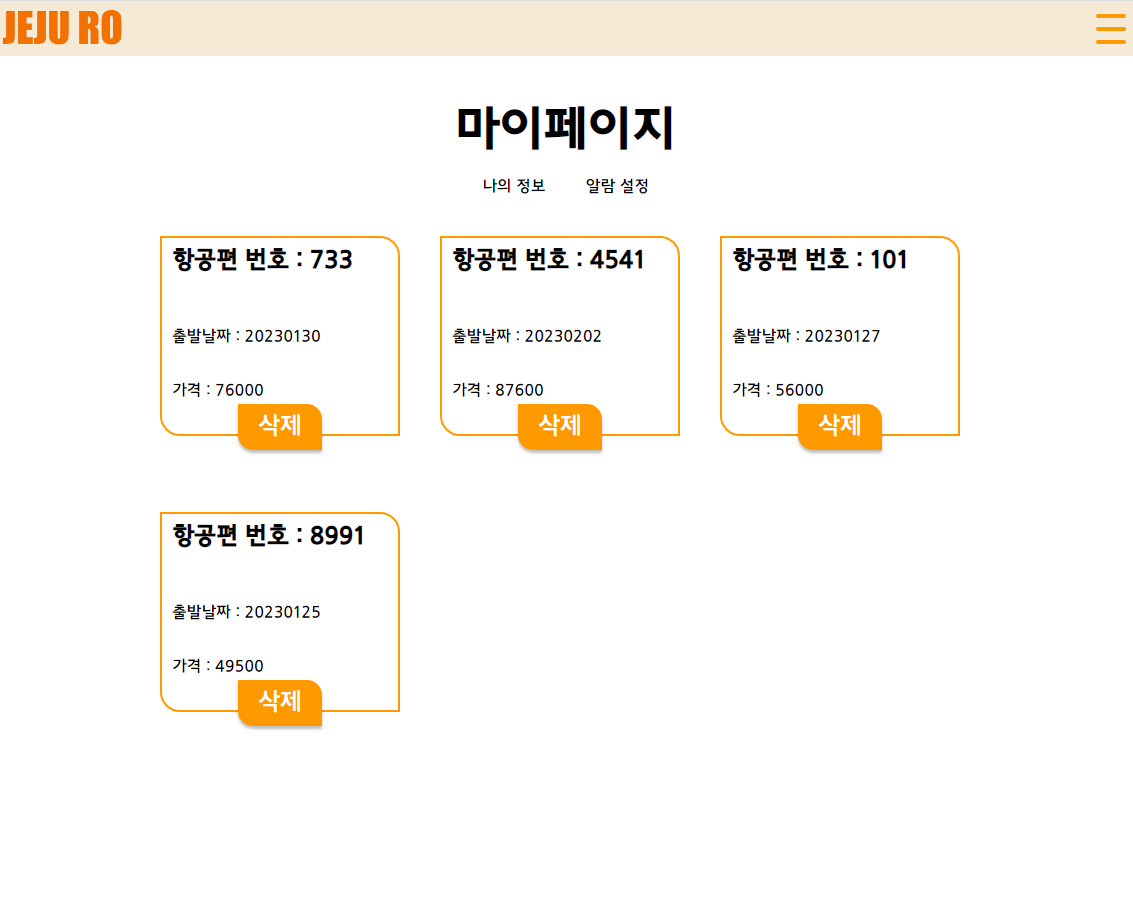 JEJU RO
마이페이지
나의 정보 알람 설정
항공편 번호 : 733
출발날짜 : 20230130
가격 : 76000
삭제
항공편 번호 : 4541
출발날짜 : 20230202
가격 : 87600
삭제
항공편 번호 : 101
출발날짜 : 20230127
가격 : 56000
삭제
항공편 번호 : 8991
출발날짜 : 20230125
가격 : 49500
삭제